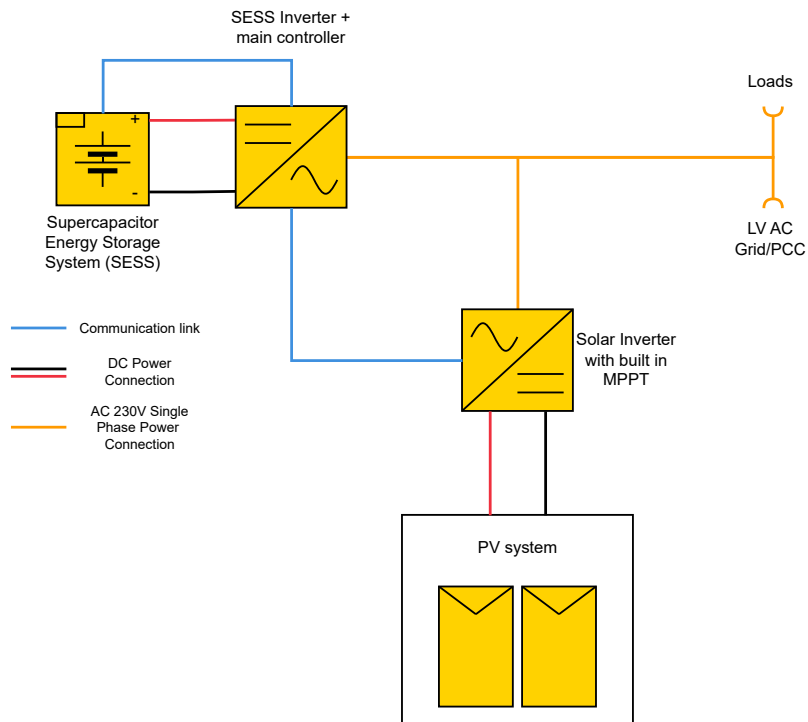 SESS Inverter +
main controller
Loads
+
-
Supercapacitor
Energy Storage
System (SESS)
LV AC
Grid/PCC
Communication link
DC Power
Connection
AC 230V Single
Phase Power
Connection
Solar Inverter
with built in
MPPT
PV system